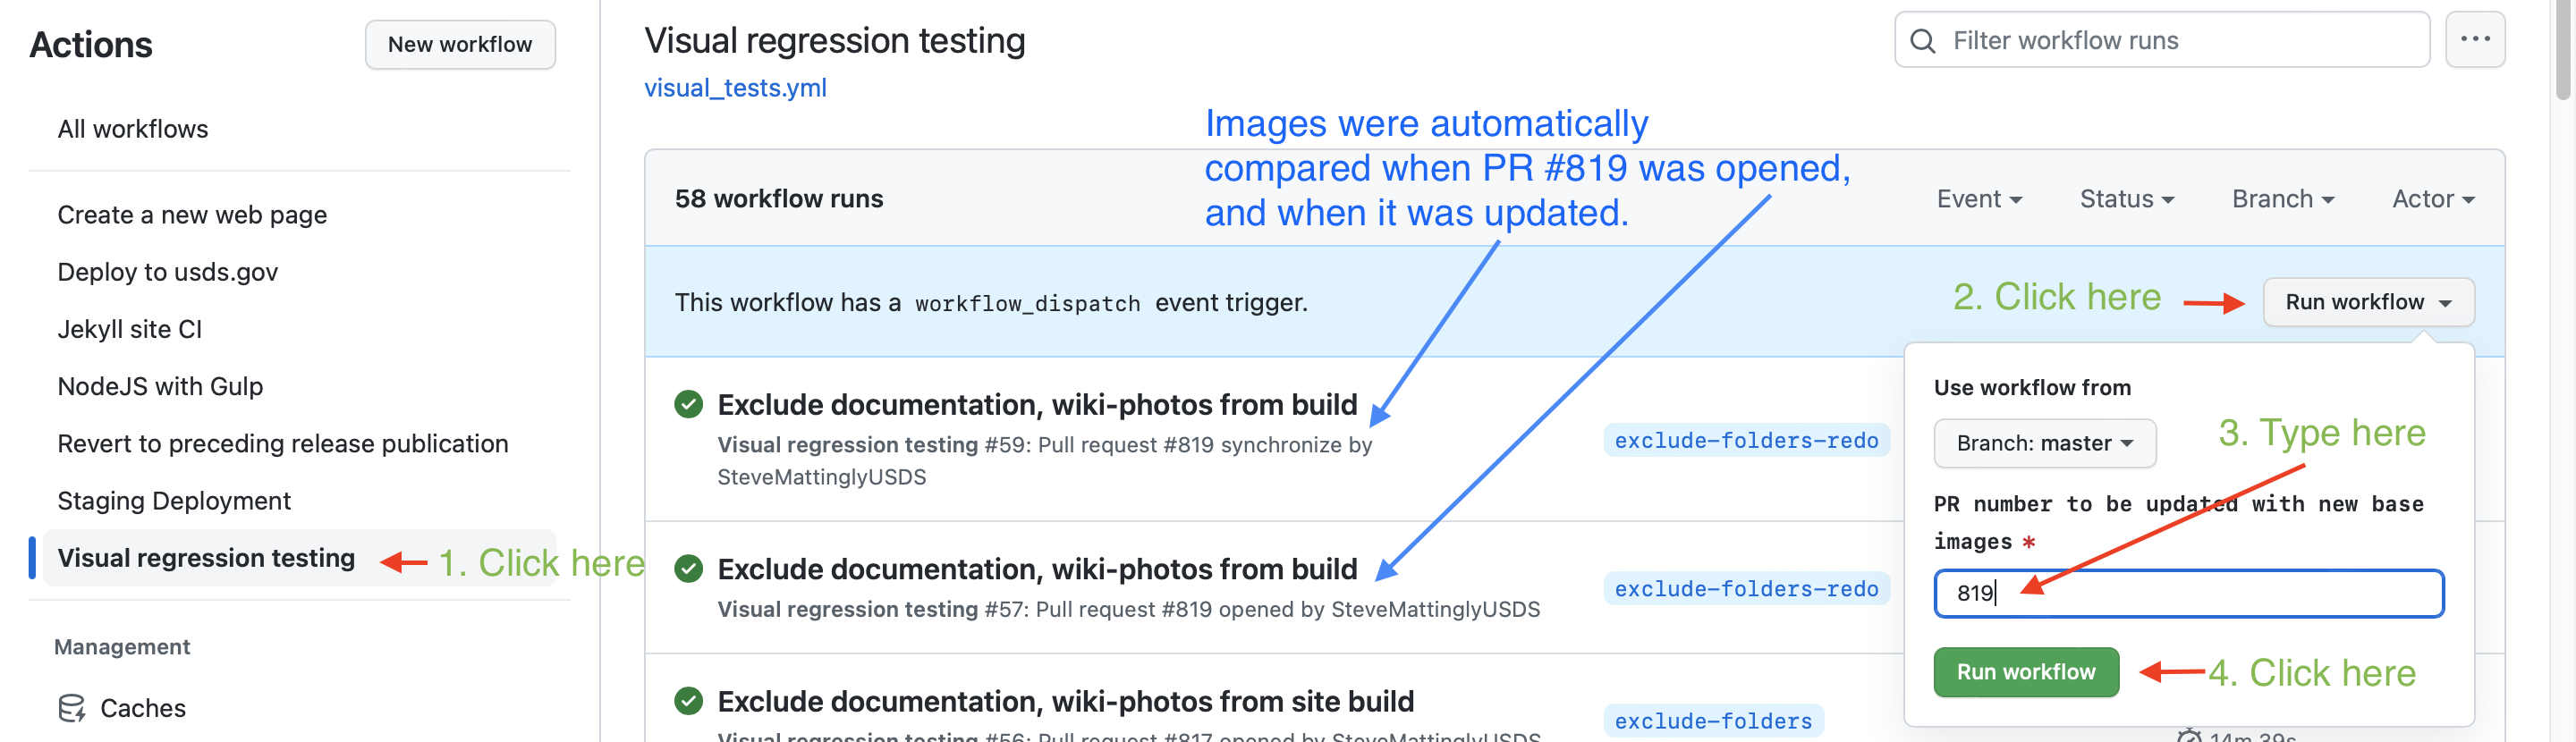 Actions
New workflow
All workflows
Create a new web page
Deploy to usds.gov
Jekyll site CI
NodeJS with Gulp
Revert to preceding release publication
Staging Deployment
Visual regression testing
1. Click here
Management
Caches
Visual regression testing
visual_tests.yml
Filter workflow runs
Images were automatically
compared when PR #819 was opened,
and when it was updated.
58 workflow runs
Event
Status
Branch
Actor
This workflow has a workflow_dispatch event trigger.
2. Click here
Run workflow
Exclude documentation, wiki-photos from build
Visual regression testing #59: Pull request #819 synchronize by
SteveMattinglyUSDS
exclude-folders-redo
Exclude documentation, wiki-photos from build
Visual regression testing #57: Pull request #819 opened by SteveMattinglyUSDS
exclude-folders-redo
Exclude documentation, wiki-photos from site build
Visual regression testing #56: Pull request #817 opened by SteveMattinglyUSDS
exclude-folders
14m 39s
Use workflow from
Branch: master
3. Type here
PR number to be updated with new base
images *
819
Run workflow
4. Click here